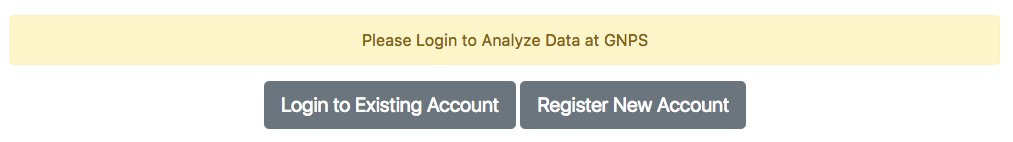 Please Login to Analyze Data at GNPS
Login to Existing Account Register New Account